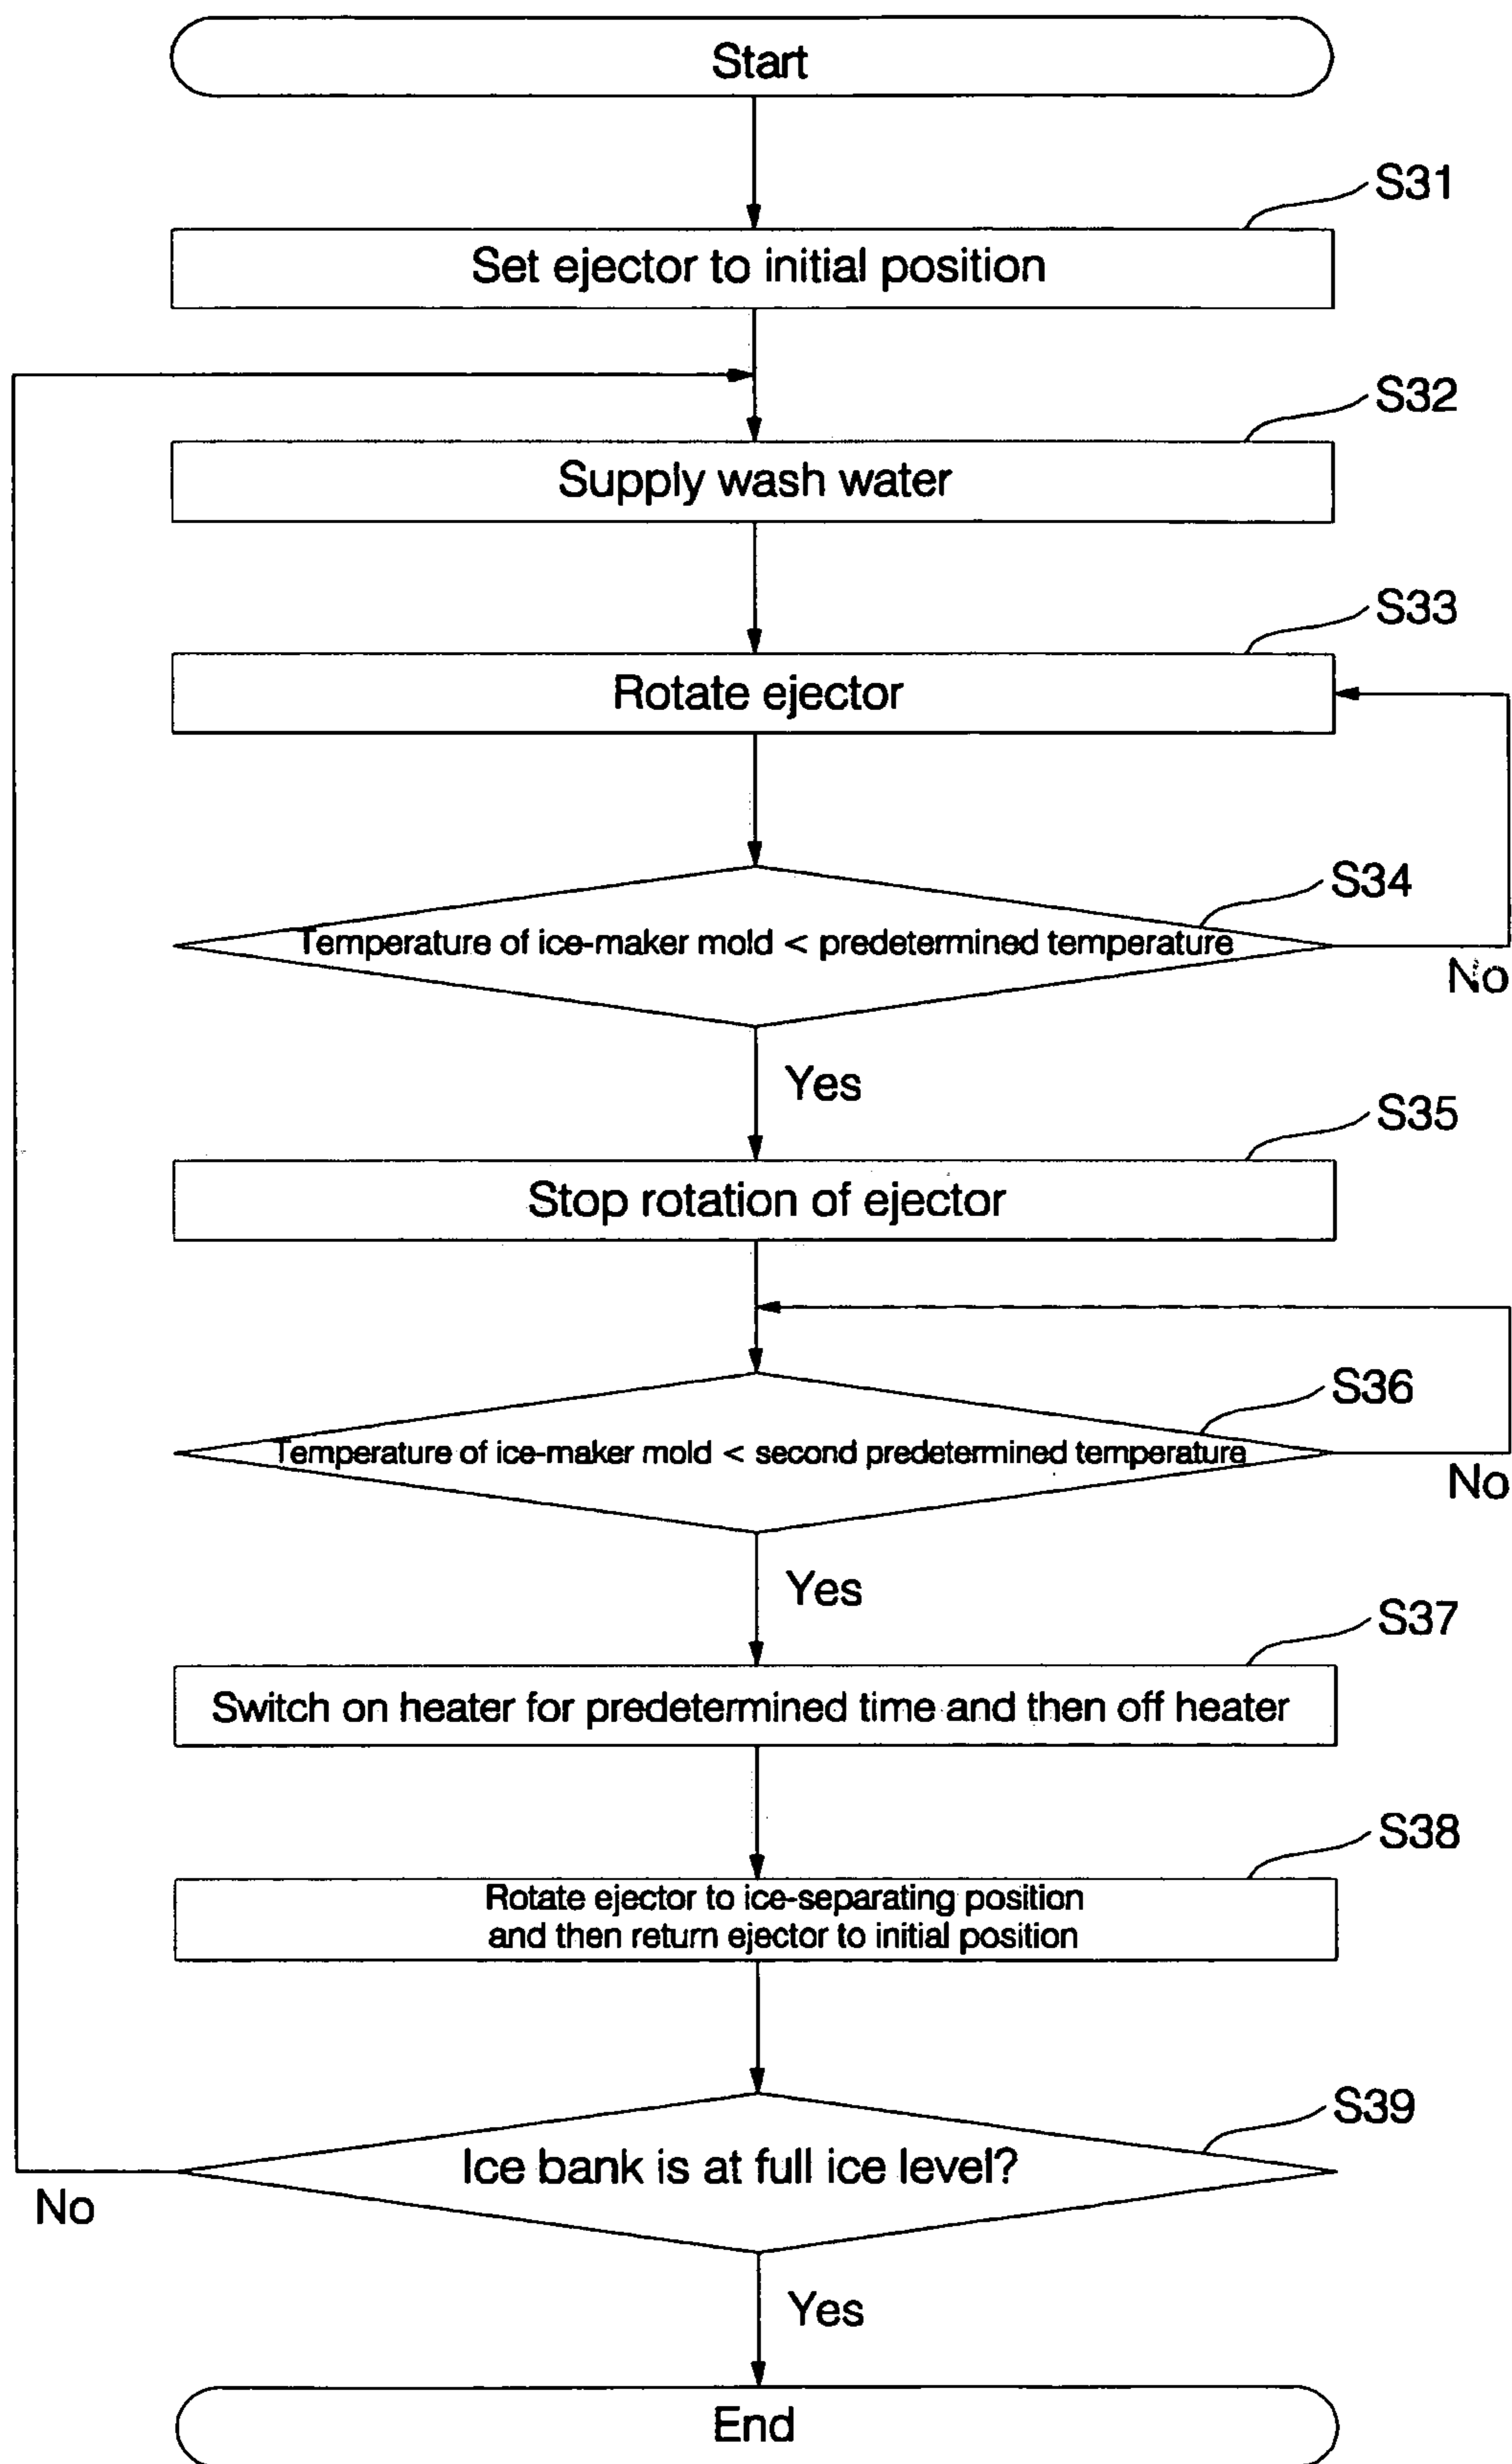 Start
S31
Set ejector to initial position
S32
Supply wash water
S33
Rotate ejector
S34
Temperature of ice-maker mold < predetermined temperature
No
Yes
S35
Stop rotation of ejector
S36
Temperature of ice-maker mold < second predetermined temperature
No
Yes
S37
Switch on heater for predetermined time and then off heater
S38
Rotate ejector to ice-separating position
and then return ejector to initial position
S39
Ice bank is at full ice level?
No
Yes
End